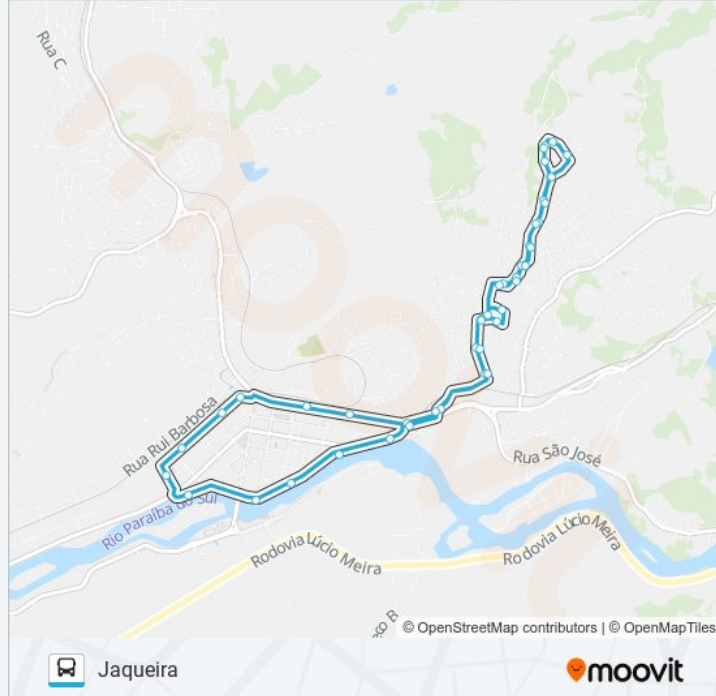 Rua C
Rua Rui Barbosa
Rua São José
Rio Paraíba do Sul
Rodovia Lúcio Meira
Rodovia Lúcio Meira
eço B
© OpenStreetMap contributors | © OpenMapTiles
Jaqueira
moovit